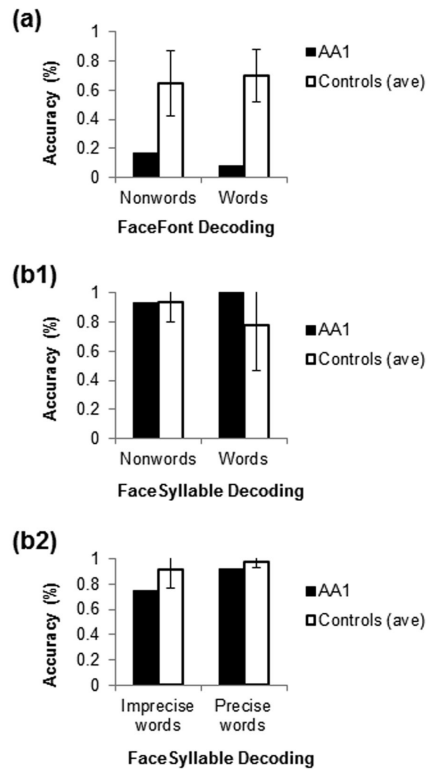 (a)
Accuracy (%)
1
0.8
0.6
0.4
0.2
0
Nonwords Words
FaceFont Decoding
AA1
Controls (ave)
(b1)
Accuracy (%)
1
0.8
0.6
0.4
0.2
0
Nonwords Words
FaceSyllable Decoding
AA1
Controls (ave)
(b2)
Accuracy (%)
1
0.8
0.6
0.4
0.2
0
Imprecise Precise
words words
FaceSyllable Decoding
AA1
Controls (ave)